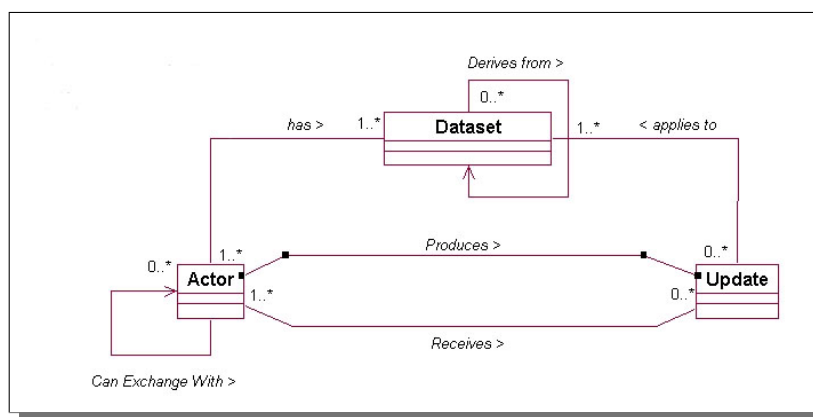 Derives from >
0..*
has >
1..*
Dataset
1..*
< applies to
0..*
1..*
Produces >
0..*
Actor
Update
1..*
0..*
Receives >
Can Exchange With >